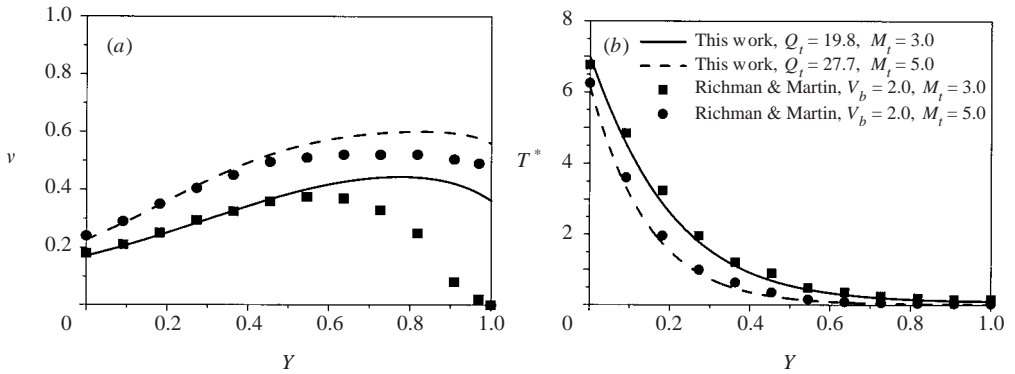 1.0
(a)
0.8
0.6
ν
0.4
0.2
0
0.2
0.4
0.6
0.8
1.0
Y
8
(b)
This work, Q_t = 19.8, M_t = 3.0
This work, Q_t = 27.7, M_t = 5.0
Richman & Martin, V_b = 2.0, M_t = 3.0
Richman & Martin, V_b = 2.0, M_t = 5.0
6
T*
4
2
0
0.2
0.4
0.6
0.8
1.0
Y